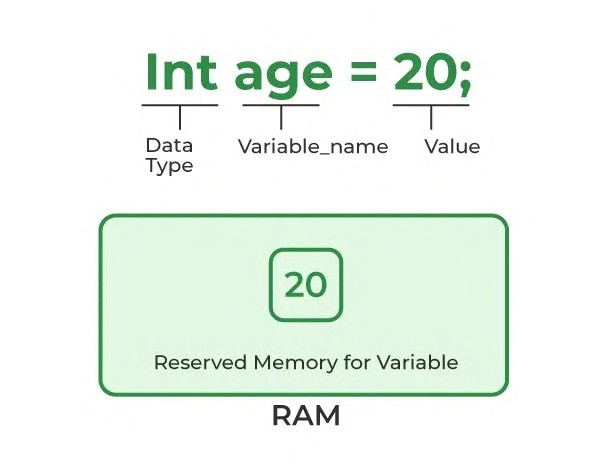 Int age = 20;
Data Type
Variable_name
Value
20
Reserved Memory for Variable
RAM